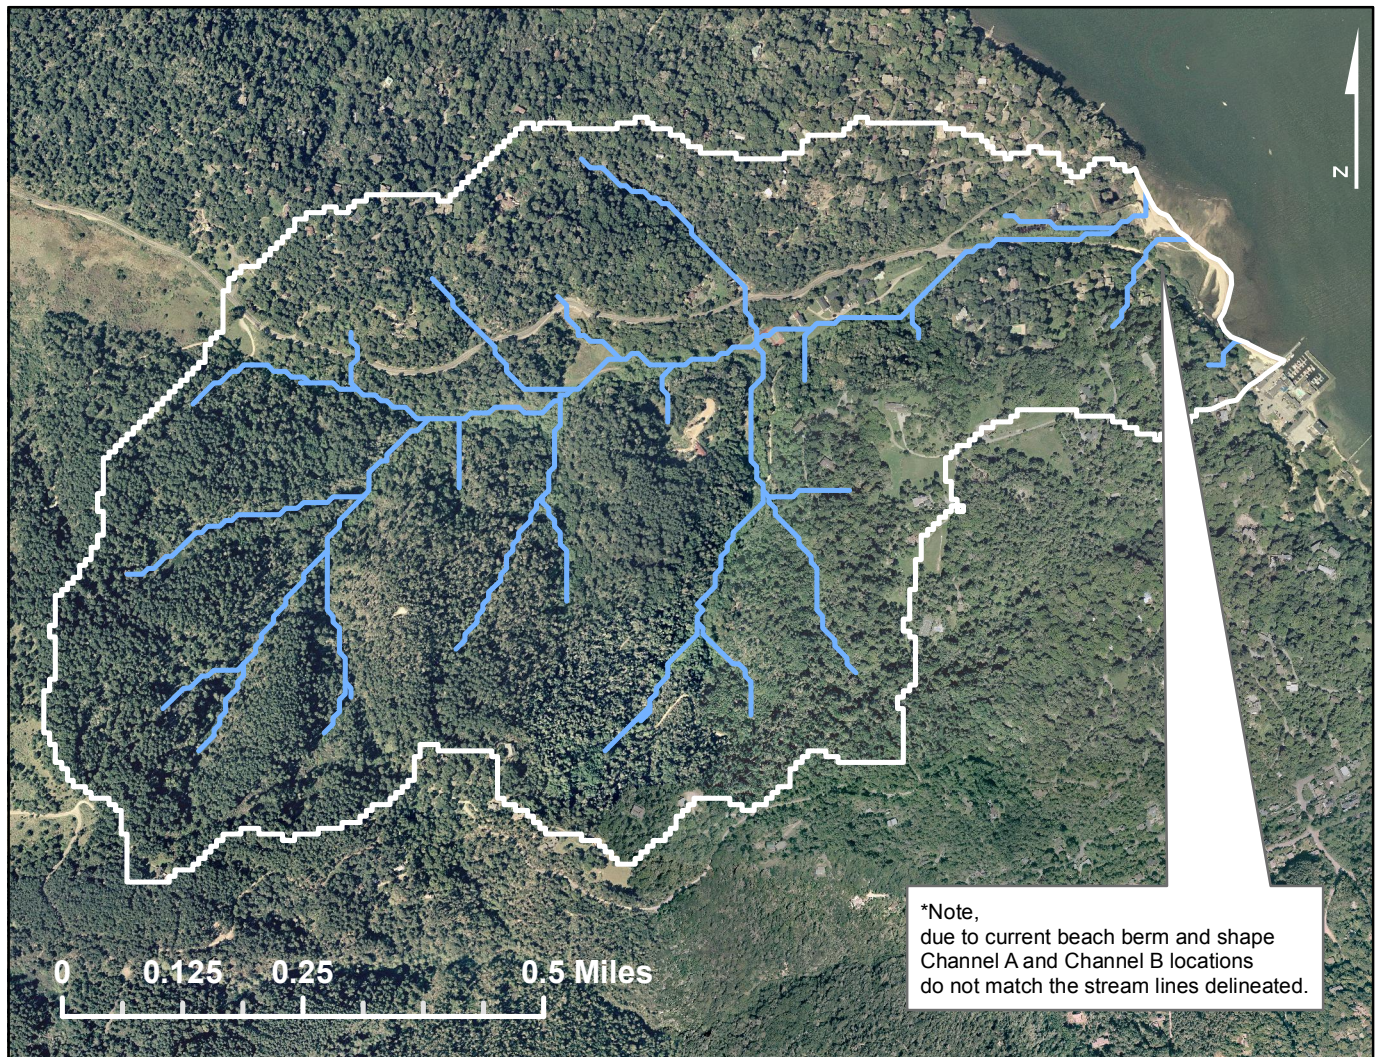 N
*Note,
due to current beach berm and shape
Channel A and Channel B locations
do not match the stream lines delineated.
0 0.125 0.25 0.5 Miles